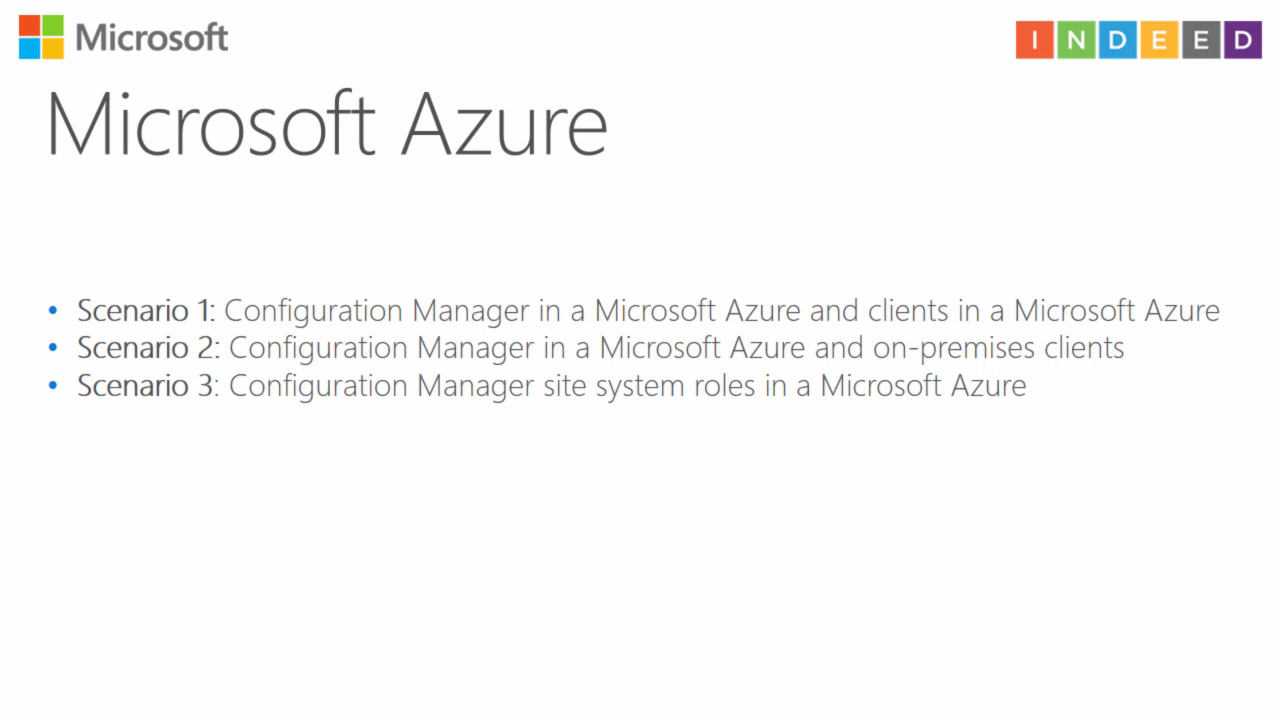 Microsoft
INDEED
Microsoft Azure
• Scenario 1: Configuration Manager in a Microsoft Azure and clients in a Microsoft Azure
• Scenario 2: Configuration Manager in a Microsoft Azure and on-premises clients
• Scenario 3: Configuration Manager site system roles in a Microsoft Azure